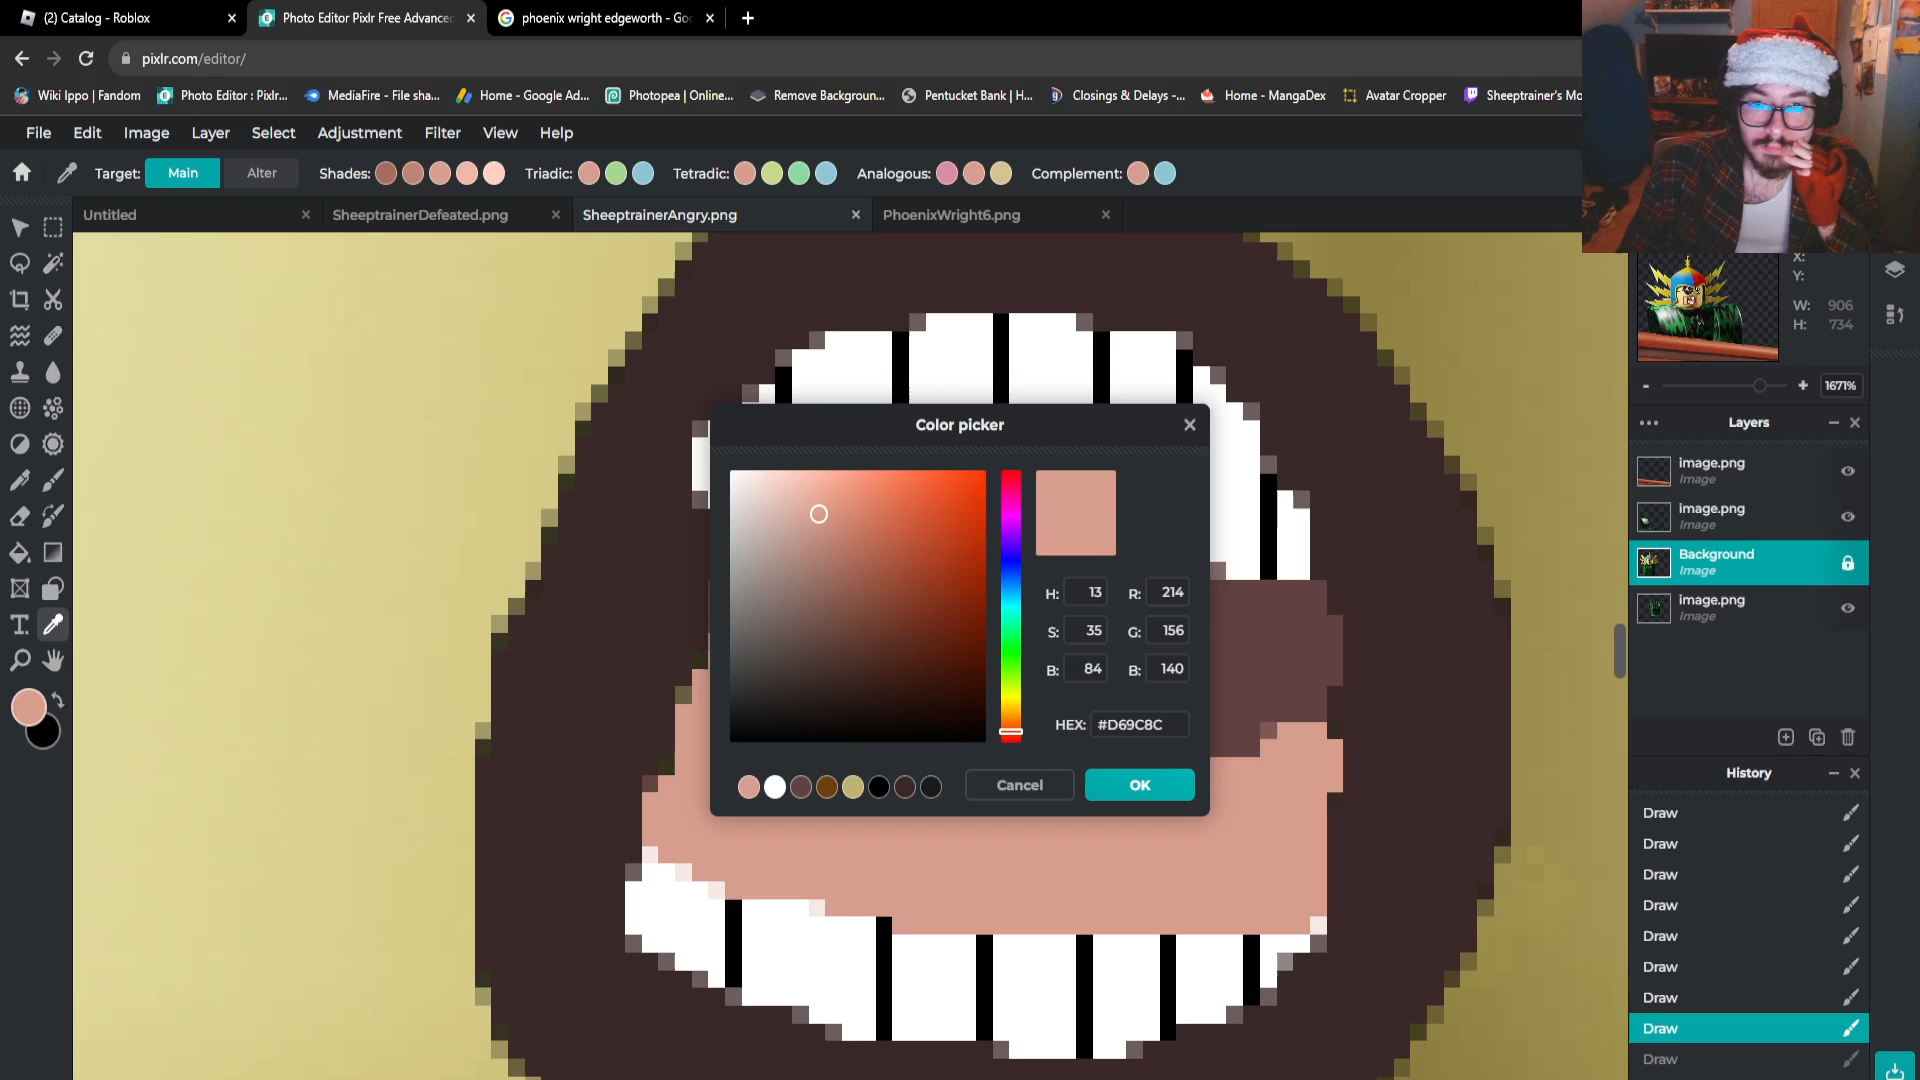 (2) Catalog - Roblox
Photo Editor Pixlr Free Advance
phoenix wright edgeworth - Go
pixlr.com/editor/
Wiki Ippo | Fandom
Photo Editor : Pixlr...
MediaFire - File sha...
Home - Google Ad...
Photopea | Online...
Remove Backgroun...
Pentucket Bank | H...
Closings & Delays -...
Home - MangaDex
Avatar Cropper
Sheeptrainer's Mo
File Edit Image Layer Select Adjustment Filter View Help
Target: Main Alter Shades: Triadic: Tetradic: Analogous: Complement:
Untitled
SheeptrainerDefeated.png
SheeptrainerAngry.png
PhoenixWright6.png
X:
Y:
W: 906
H: 734
1671%
Layers
image.png
Image
image.png
Image
Background
Image
image.png
Image
Color picker
H: 13 R: 214
S: 35 G: 156
B: 84 B: 140
HEX: #D69C8C
Cancel OK
History
Draw
Draw
Draw
Draw
Draw
Draw
Draw
Draw
Draw